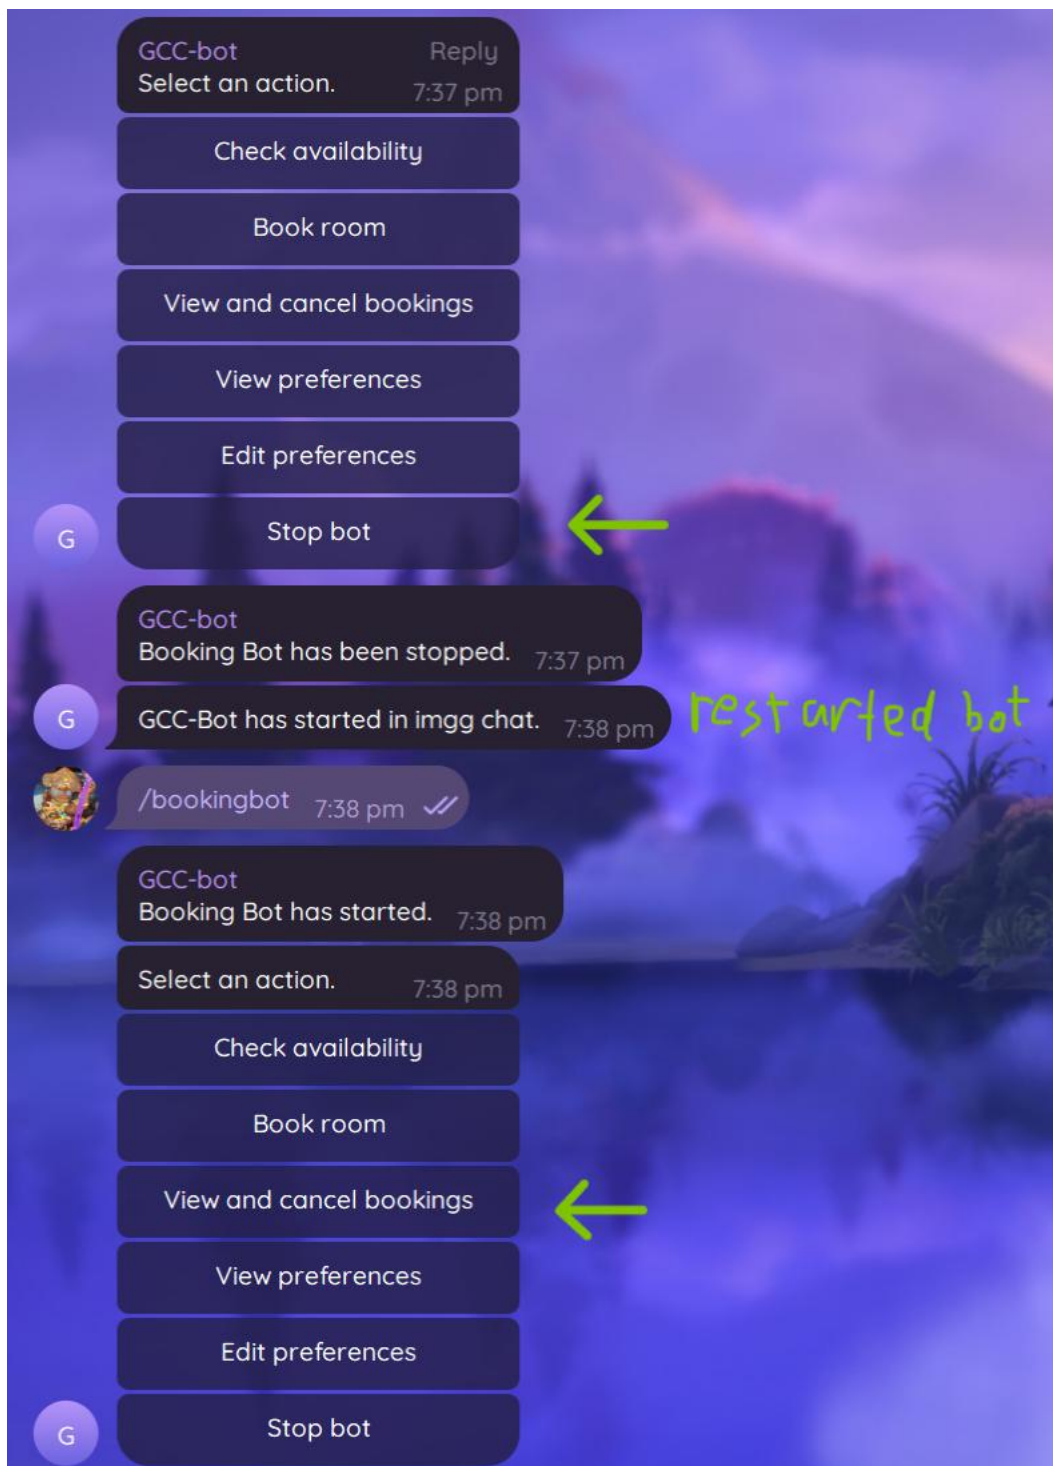 GCC-bot Reply
Select an action. 7:37 pm
Check availability
Book room
View and cancel bookings
View preferences
Edit preferences
G Stop bot
GCC-bot
Booking Bot has been stopped. 7:37 pm
G GCC-Bot has started in imgg chat. 7:38 pm restarted bot
/bookingbot 7:38 pm
GCC-bot
Booking Bot has started. 7:38 pm
Select an action. 7:38 pm
Check availability
Book room
View and cancel bookings
View preferences
Edit preferences
G Stop bot